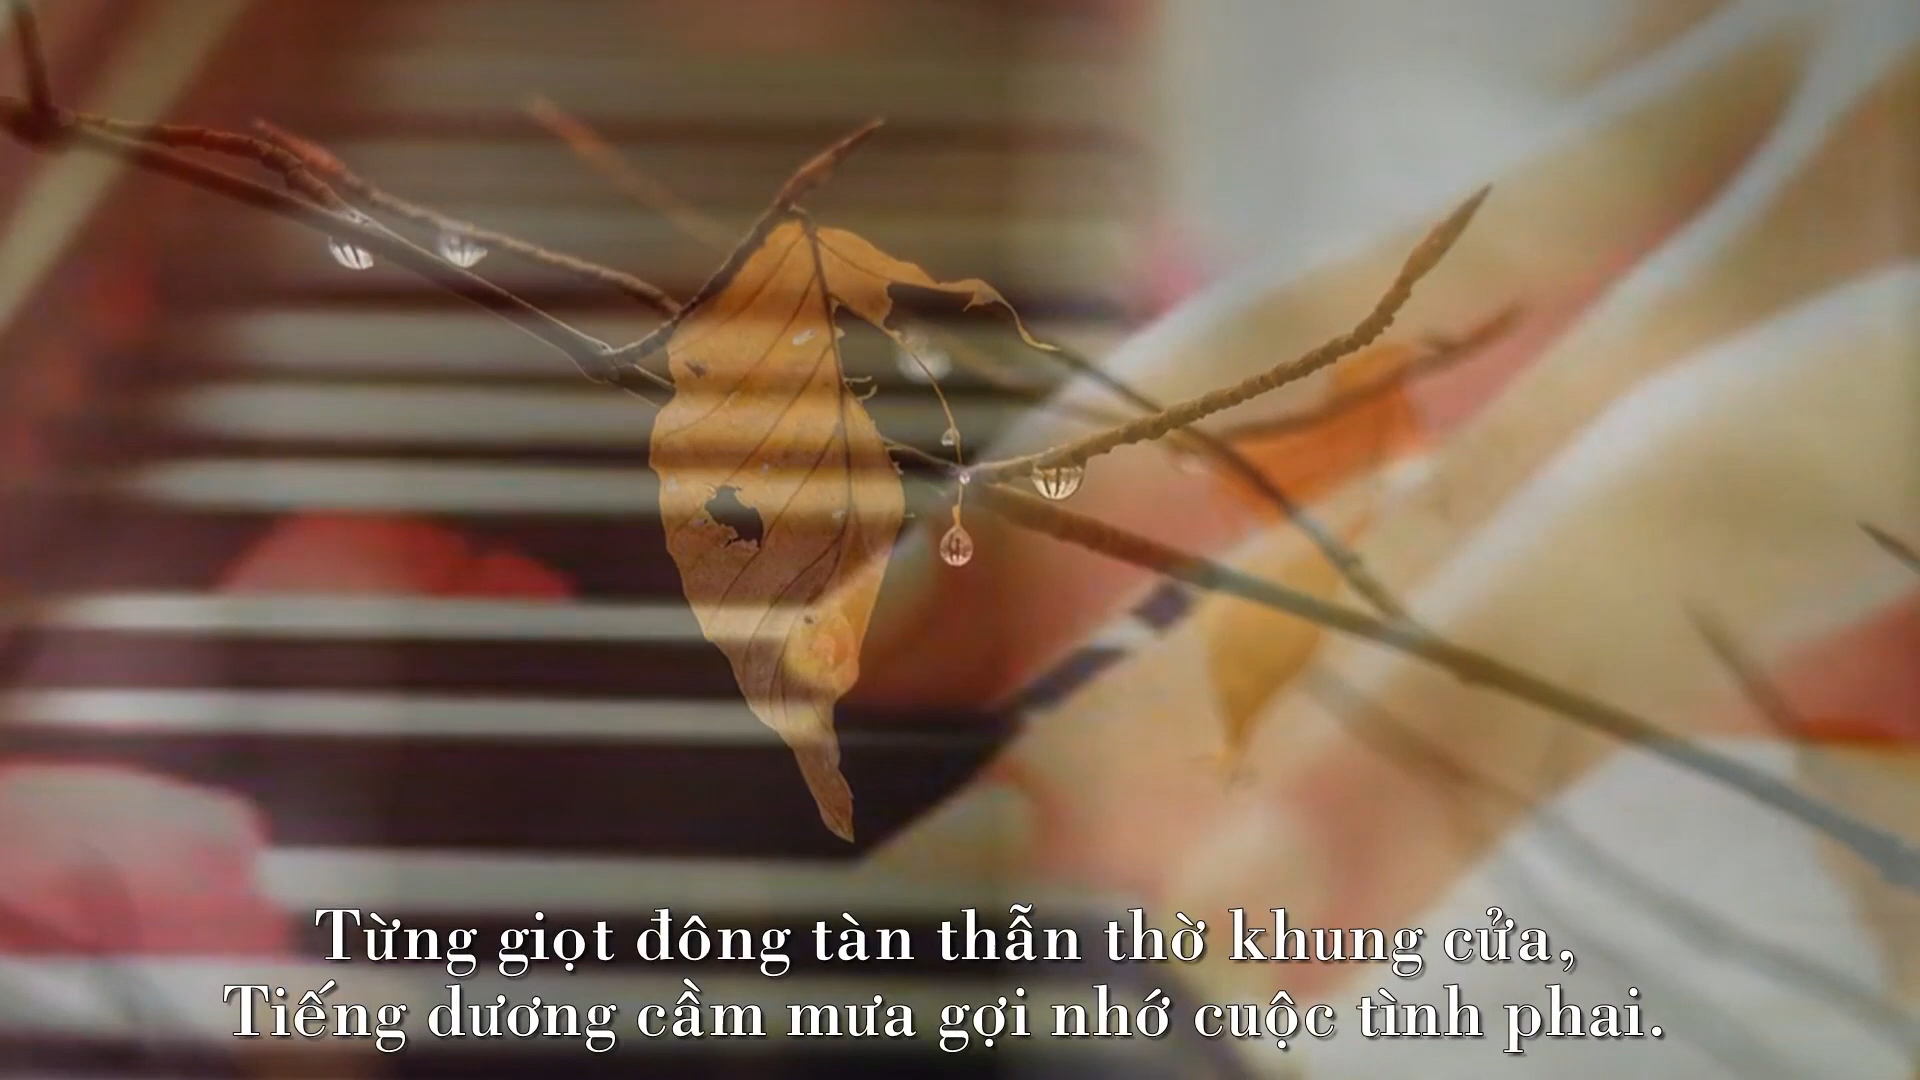 Từng giọt đông tàn thẫn thờ khung cửa,
Tiếng dương cầm mưa gợi nhớ cuộc tình phai.